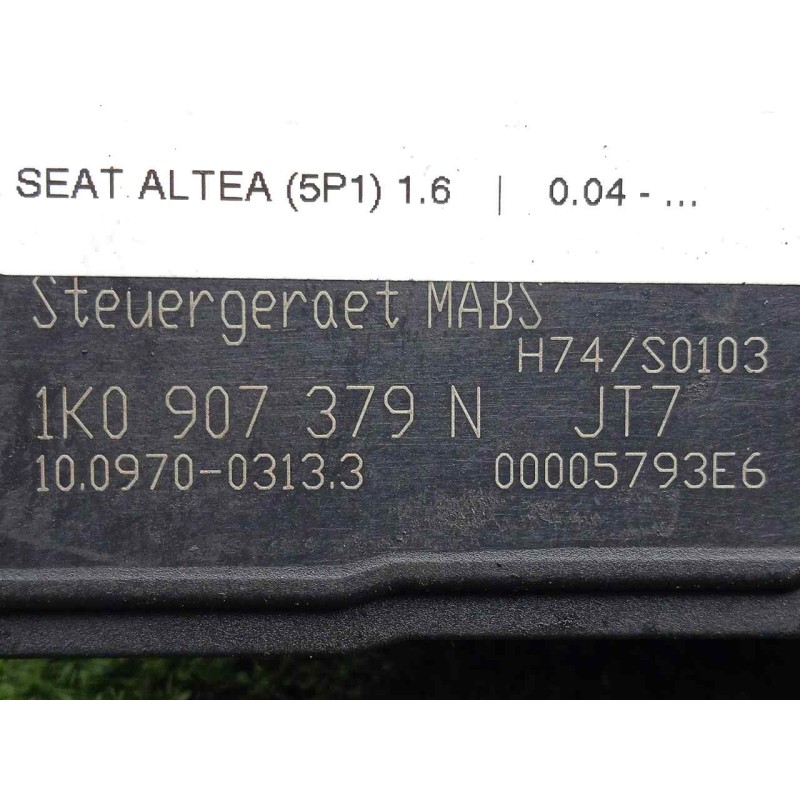 SEAT ALTEA (5P1) 1.6 | 0.04 - ...
Steuergeraet MABS
H74/S0103
1K0 907 379 N JT7
10.0970-0313.3 00005793E6